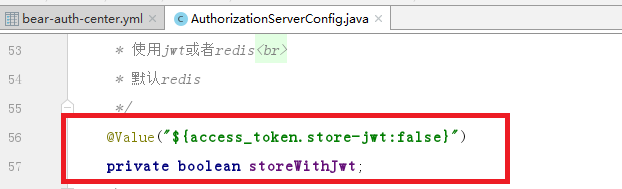 bear-auth-center.yml AuthorizationServerConfig.java
53 * 使用jwt或者redis<br>
54 * 默认redis
55 */
56 @Value("${access_token.store-jwt:false}")
57 private boolean storeWithJwt;